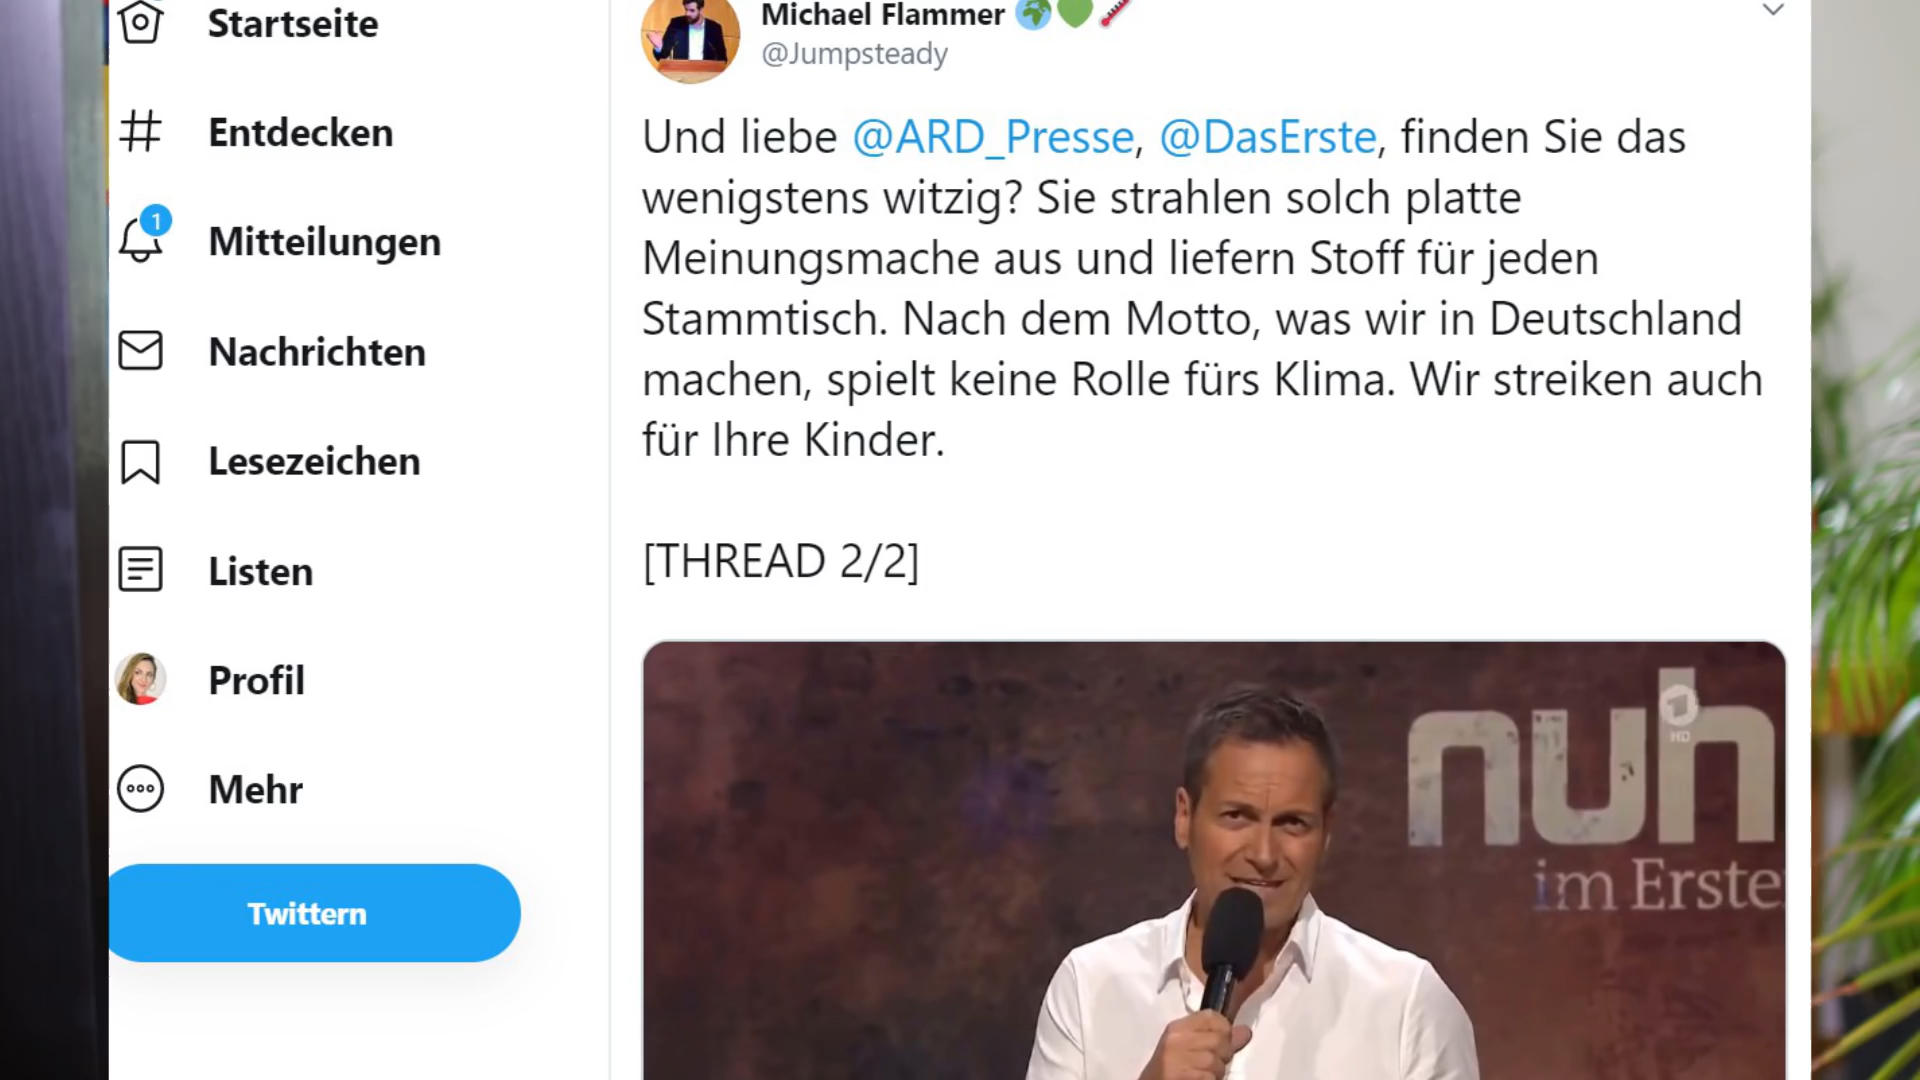 Startseite
Entdecken
1
Mitteilungen
Nachrichten
Lesezeichen
Listen
Profil
Mehr
Twittern
Michael Flammer
@Jumpsteady
Und liebe @ARD_Presse, @DasErste, finden Sie das
wenigstens witzig? Sie strahlen solch platte
Meinungsmache aus und liefern Stoff für jeden
Stammtisch. Nach dem Motto, was wir in Deutschland
machen, spielt keine Rolle fürs Klima. Wir streiken auch
für Ihre Kinder.
[THREAD 2/2]
nuh
1
HD
im Erste